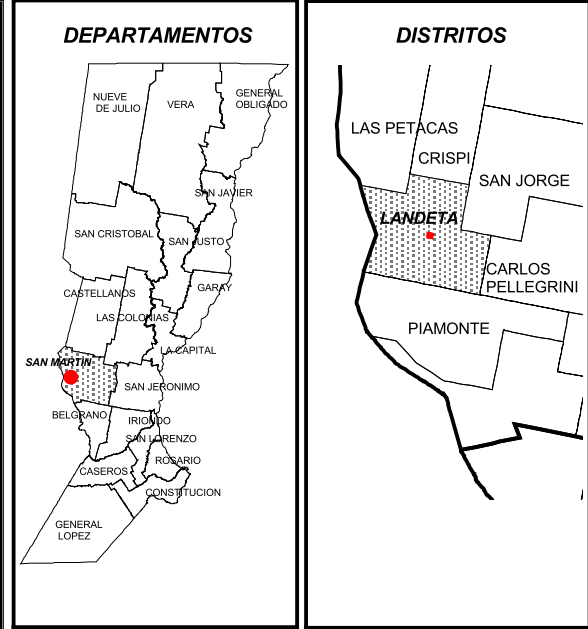 DEPARTAMENTOS
NUEVE
DE JULIO
VERA
GENERAL
OBLIGADO
SAN JAVIER
SAN CRISTOBAL
SAN JUSTO
CASTELLANOS
GARAY
LAS COLONIAS
LA CAPITAL
SAN MARTIN
SAN JERONIMO
BELGRANO
IRIONDO
SAN LORENZO
ROSARIO
CASEROS
CONSTITUCION
GENERAL
LOPEZ
DISTRITOS
LAS PETACAS
CRISPI
SAN JORGE
LANDETA
CARLOS
PELLEGRINI
PIAMONTE